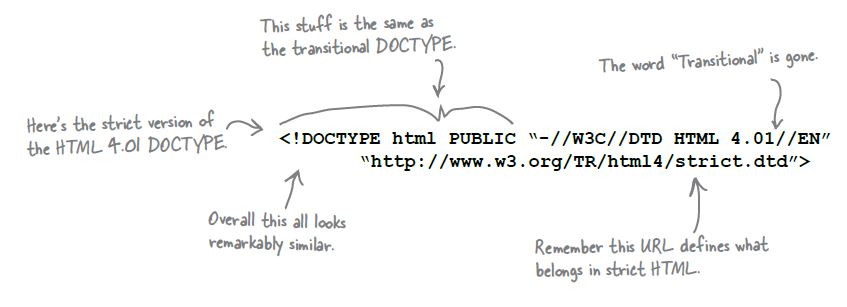 This stuff is the same as
the transitional DOCTYPE.
The word “Transitional” is gone.
Here's the strict version of
the HTML 4.01 DOCTYPE.
<!DOCTYPE html PUBLIC “-//W3C//DTD HTML 4.01//EN”
“http://www.w3.org/TR/html4/strict.dtd”>
Overall this all looks
remarkably similar.
Remember this URL defines what
belongs in strict HTML.